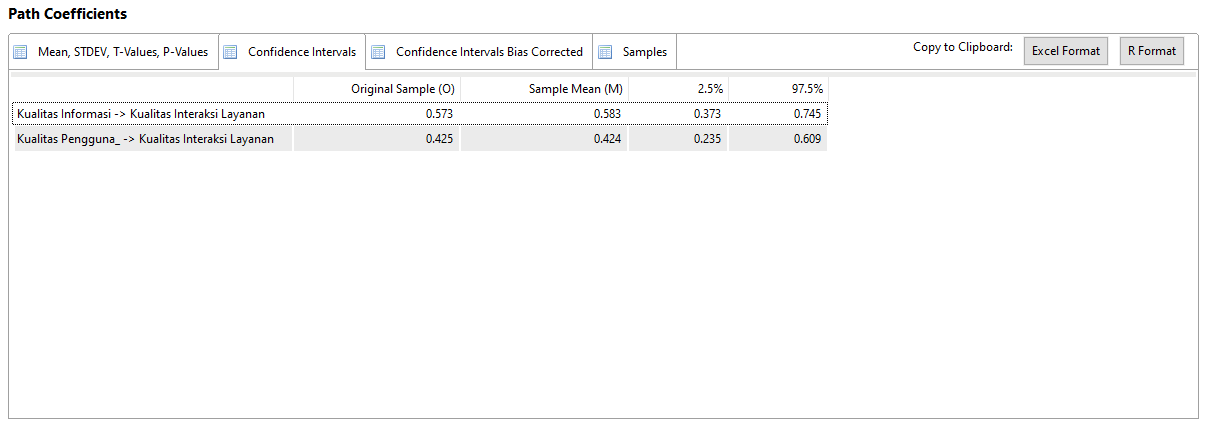 Path Coefficients
Mean, STDEV, T-Values, P-Values Confidence Intervals Confidence Intervals Bias Corrected Samples Copy to Clipboard: Excel Format R Format
Original Sample (O) Sample Mean (M) 2.5% 97.5%
Kualitas Informasi -> Kualitas Interaksi Layanan 0.573 0.583 0.373 0.745
Kualitas Pengguna_ -> Kualitas Interaksi Layanan 0.425 0.424 0.235 0.609